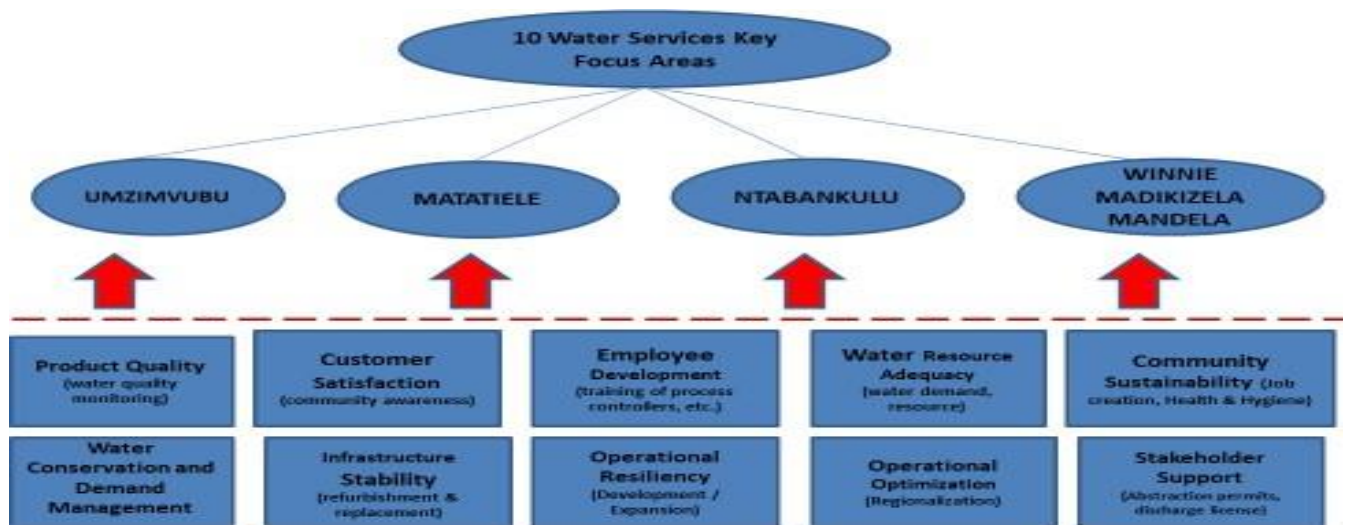 10 Water Services Key
Focus Areas
UMZIMVUBU
MATATIELE
NTABANKULU
WINNIE
MADIKIZELA
MANDELA
Product Quality
(water quality
monitoring)
Customer
Satisfaction
(community awareness)
Employee
Development
(training of process
controllers, etc.)
Water Resource
Adequacy
(water demand,
resource)
Community
Sustainability (Job
creation, Health & Hygiene)
Water
Conservation and
Demand
Management
Infrastructure
Stability
(refurbishment &
replacement)
Operational
Resiliency
(Development /
Expansion)
Operational
Optimization
(Regionalization)
Stakeholder
Support
(Abstraction permits,
discharge license)